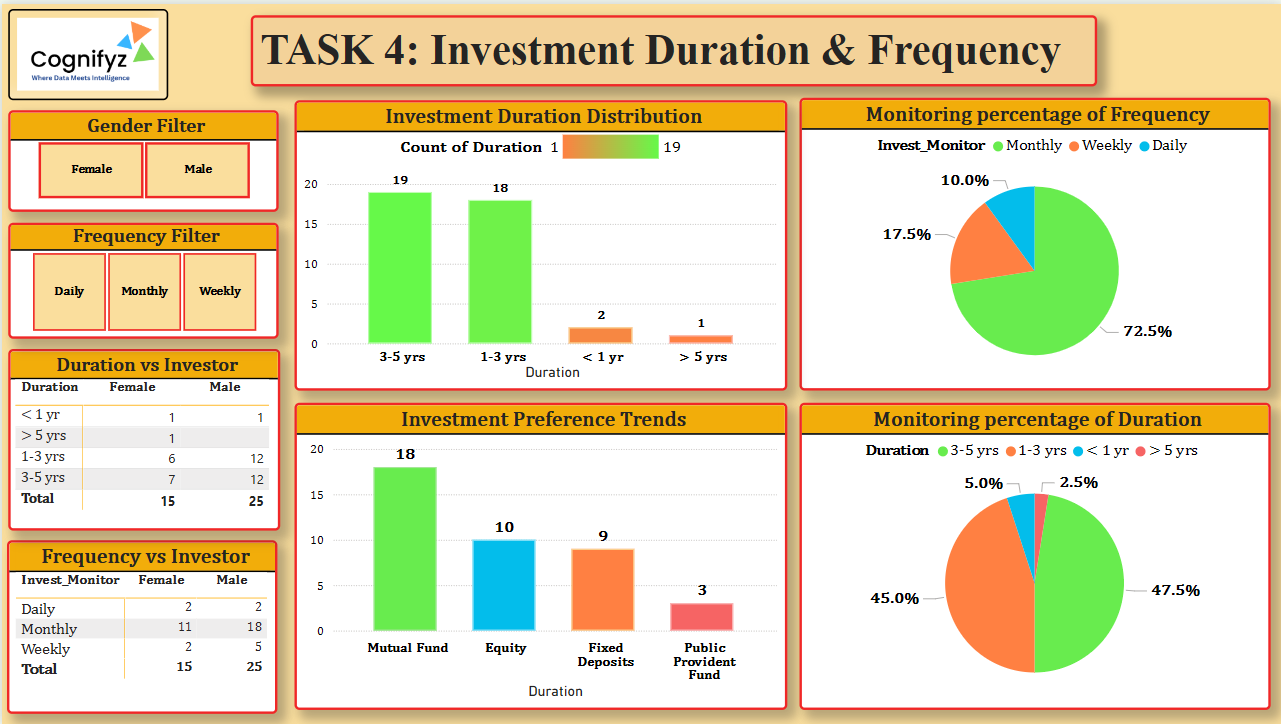 Cognifyz
Where Data Meets Intelligence
TASK 4: Investment Duration & Frequency
Gender Filter
Female Male
Frequency Filter
Daily Monthly Weekly
Duration vs Investor
Duration Female Male
< 1 yr 1 1
> 5 yrs 1
1-3 yrs 6 12
3-5 yrs 7 12
Total 15 25
Frequency vs Investor
Invest_Monitor Female Male
Daily 2 2
Monthly 11 18
Weekly 2 5
Total 15 25
Investment Duration Distribution
Count of Duration 1 19
20
15
10
5
0
19
18
2
1
3-5 yrs 1-3 yrs < 1 yr > 5 yrs
Duration
Investment Preference Trends
20
15
10
5
0
18
10
9
3
Mutual Fund Equity Fixed Deposits Public Provident Fund
Duration
Monitoring percentage of Frequency
Invest_Monitor Monthly Weekly Daily
10.0%
17.5%
72.5%
Monitoring percentage of Duration
Duration 3-5 yrs 1-3 yrs < 1 yr > 5 yrs
5.0% 2.5%
45.0%
47.5%